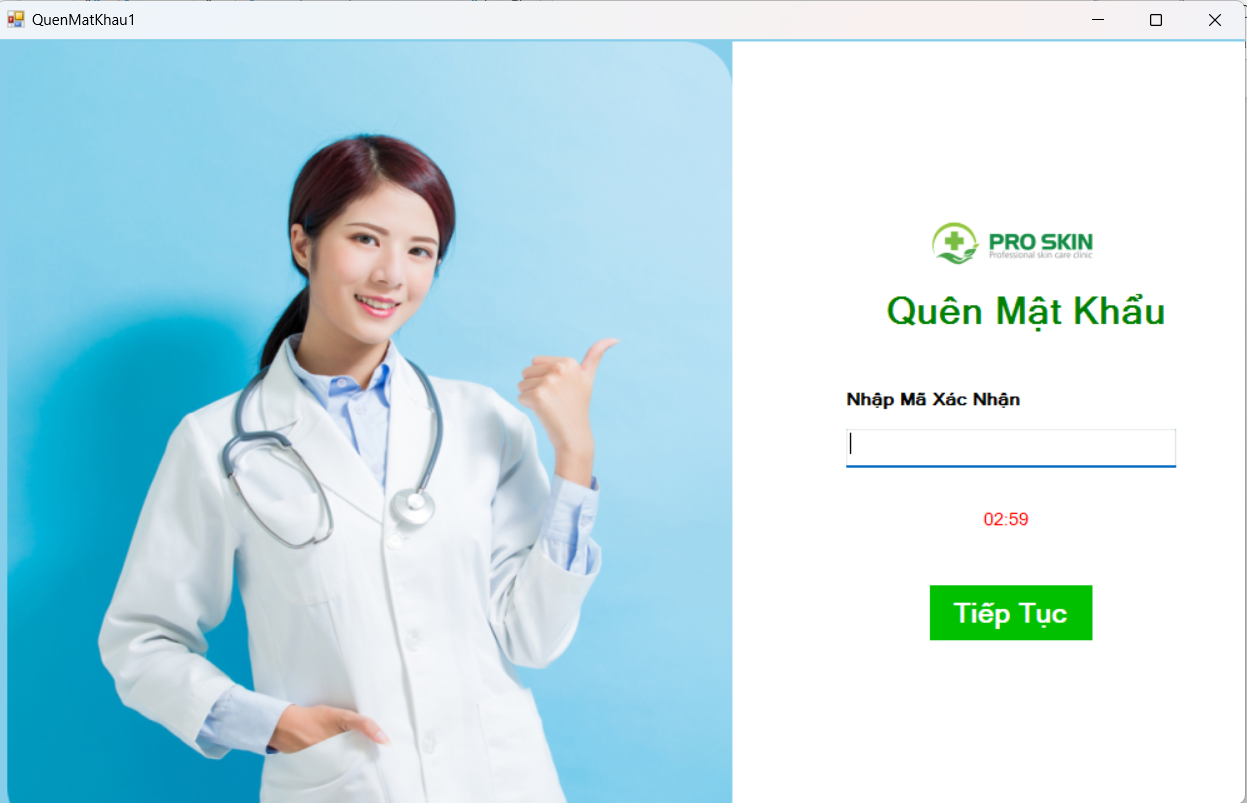 QuenMatKhau1
PRO SKIN
Professional skin care clinic
Quên Mật Khẩu
Nhập Mã Xác Nhận
02:59
Tiếp Tục